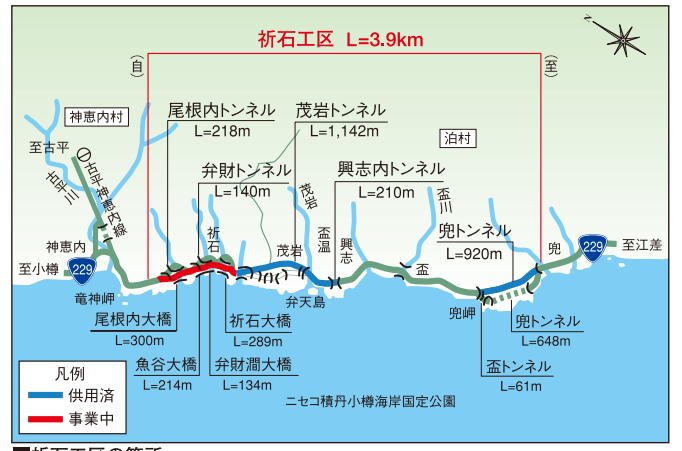 祈石工区 L=3.9km
(自)
(至)
神恵内村
泊村
尾根内トンネル
L=218m
茂岩トンネル
L=1,142m
弁財トンネル
L=140m
興志内トンネル
L=210m
兜トンネル
L=920m
至古平
古平川
古平神恵内線
祈石
茂岩
茂岩
盃温
興志
盃川
盃
兜
神恵内
至小樽
229
竜神岬
弁天島
兜岬
229
至江差
尾根内大橋
L=300m
祈石大橋
L=289m
兜トンネル
L=648m
魚谷大橋
L=214m
弁財澗大橋
L=134m
盃トンネル
L=61m
凡例
供用済
事業中
ニセコ積丹小樽海岸国定公園